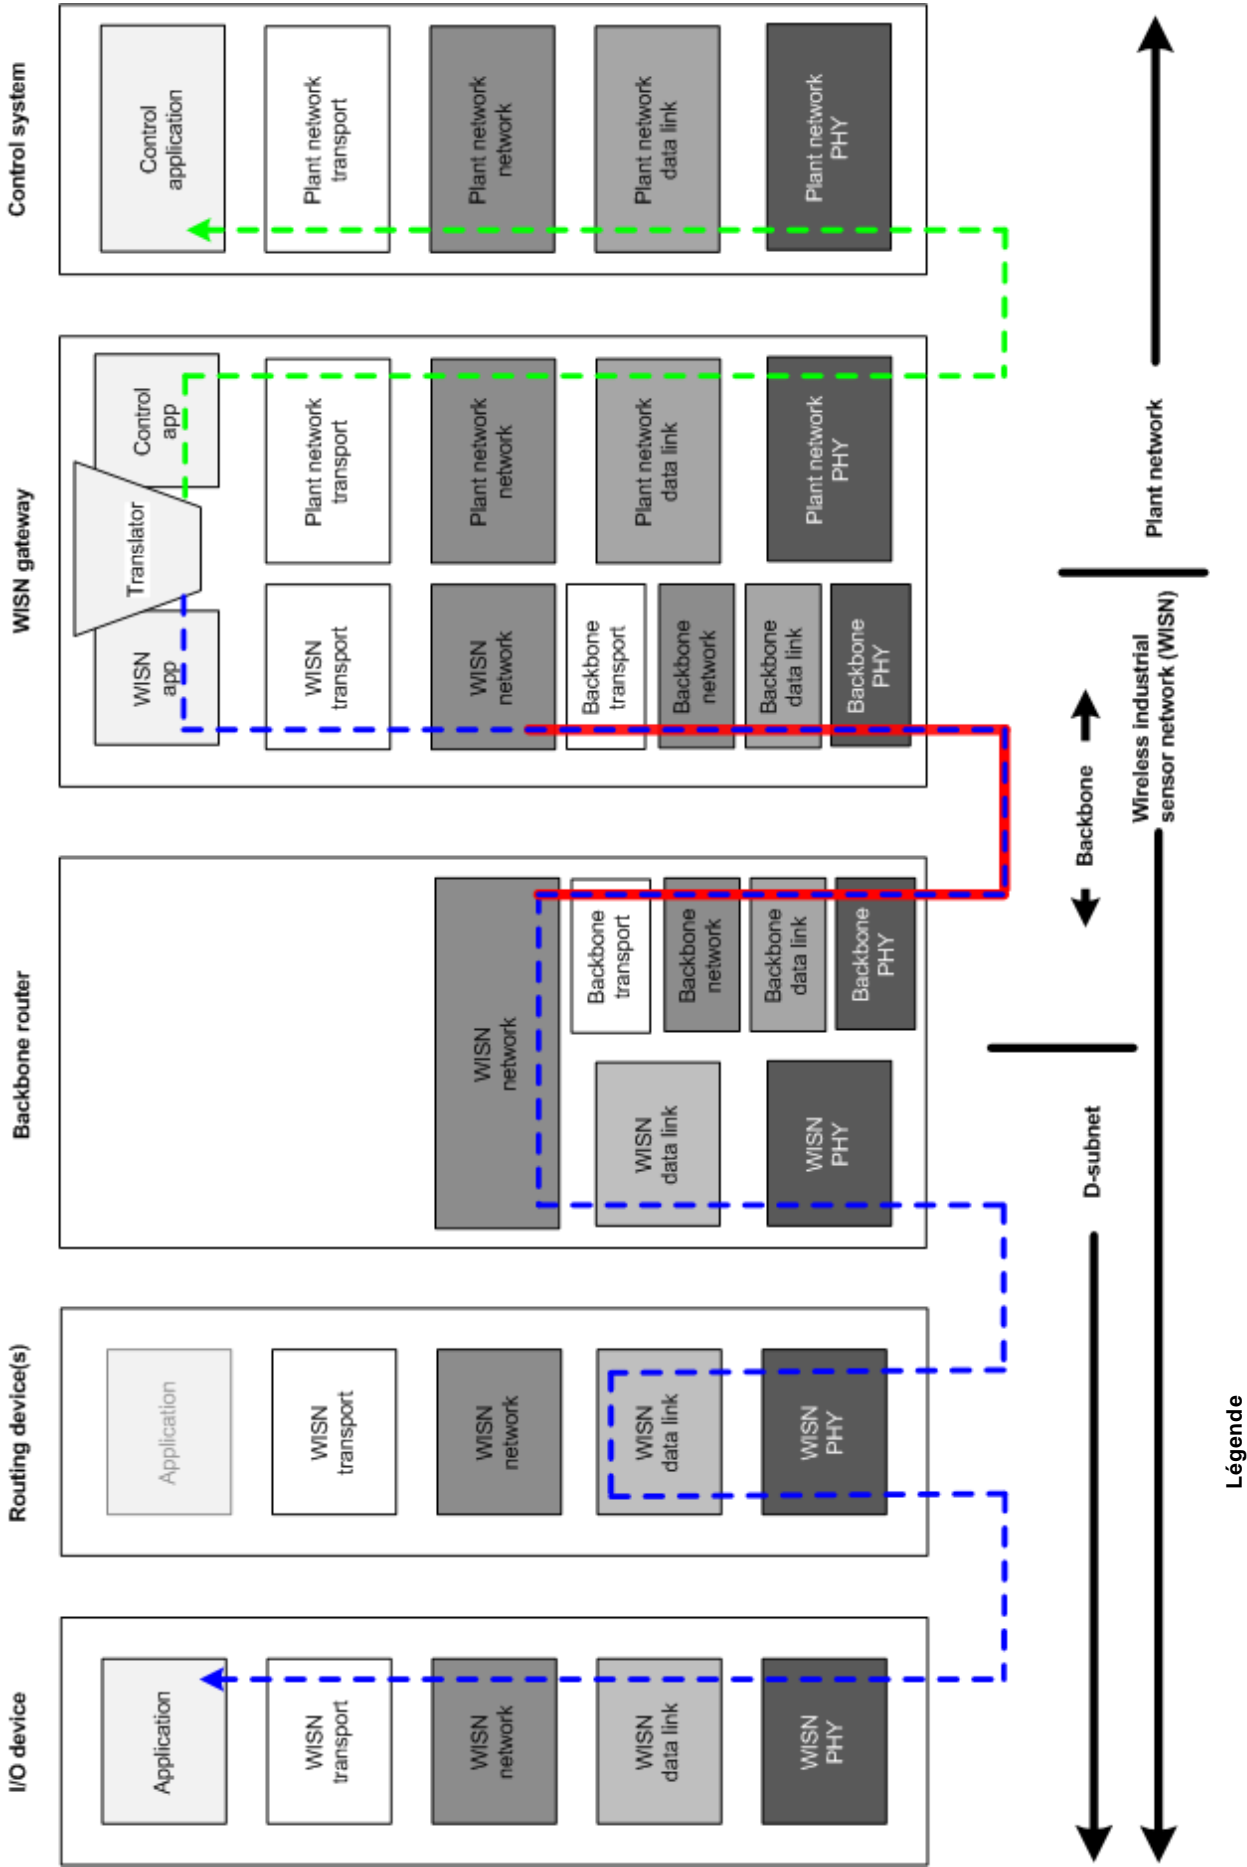 I/O device
Application
WISN
transport
WISN
network
WISN
data link
WISN
PHY
Routing device(s)
Application
WISN
transport
WISN
network
WISN
data link
WISN
PHY
Backbone router
WISN
network
WISN
data link
WISN
PHY
Backbone
transport
Backbone
network
Backbone
data link
Backbone
PHY
WISN gateway
WISN
app
Translator
Control
app
WISN
transport
WISN
network
Backbone
transport
Backbone
network
Backbone
data link
Backbone
PHY
Plant network
transport
Plant network
network
Plant network
data link
Plant network
PHY
Control system
Control
application
Plant network
transport
Plant network
network
Plant network
data link
Plant network
PHY
D-subnet
Backbone
Wireless industrial
sensor network (WISN)
Plant network
Légende